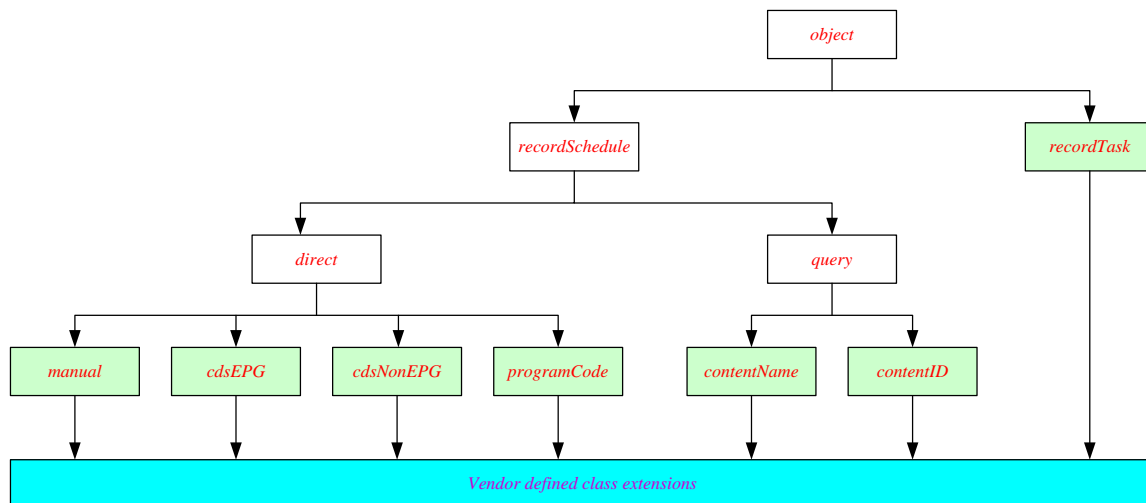 object
recordSchedule
recordTask
direct
query
manual
cdsEPG
cdsNonEPG
programCode
contentName
contentID
Vendor defined class extensions